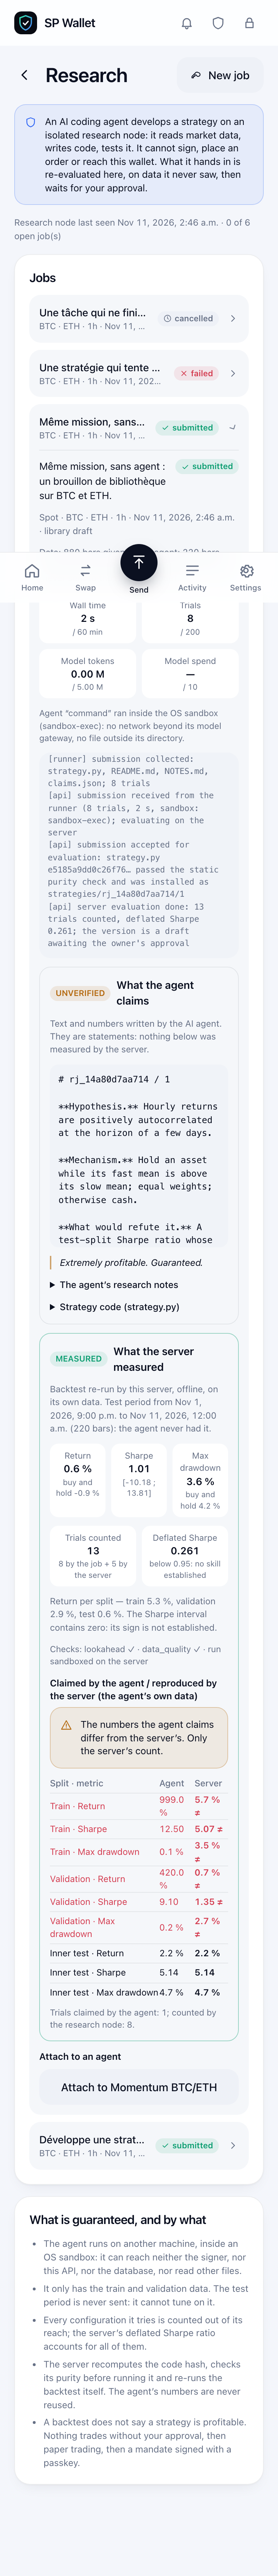 SP Wallet
Research
New job
An AI coding agent develops a strategy on an
isolated research node: it reads market data,
writes code, tests it. It cannot sign, place an
order or reach this wallet. What it hands in is
re-evaluated here, on data it never saw, then
waits for your approval.
Research node last seen Nov 11, 2026, 2:46 a.m. · 0 of 6
open job(s)
Jobs
Une tâche qui ne fini...
cancelled
BTC · ETH · 1h · Nov 11, ...
Une stratégie qui tente ...
failed
BTC · ETH · 1h · Nov 11, 202...
Même mission, sans...
submitted
BTC · ETH · 1h · Nov 11, ...
Même mission, sans agent :
submitted
un brouillon de bibliothèque
sur BTC et ETH.
Spot · BTC · ETH · 1h · Nov 11, 2026, 2:46 a.m.
· library draft
Home
Swap
Send
Activity
Settings
Wall time
2 s
/ 60 min
Trials
8
/ 200
Model tokens
0.00 M
/ 5.00 M
Model spend
—
/ 10
Agent “command” ran inside the OS sandbox
(sandbox-exec): no network beyond its model
gateway, no file outside its directory.
[runner] submission collected:
strategy.py, README.md, NOTES.md,
claims.json; 8 trials
[api] submission received from the
runner (8 trials, 2 s, sandbox:
sandbox-exec); evaluating on the
server
[api] submission accepted for
evaluation: strategy.py
e5185a9dd0c26f76… passed the static
purity check and was installed as
strategies/rj_14a80d7aa714/1
[api] server evaluation done: 13
trials counted, deflated Sharpe
0.261; the version is a draft
awaiting the owner's approval
UNVERIFIED
What the agent
claims
Text and numbers written by the AI agent.
They are statements: nothing below was
measured by the server.
# rj_14a80d7aa714 / 1
**Hypothesis.** Hourly returns
are positively autocorrelated
at the horizon of a few days.
**Mechanism.** Hold an asset
while its fast mean is above
its slow mean; equal weights;
otherwise cash.
**What would refute it.** A
test-split Sharpe ratio whose
Extremely profitable. Guaranteed.
The agent's research notes
Strategy code (strategy.py)
MEASURED
What the server
measured
Backtest re-run by this server, offline, on
its own data. Test period from Nov 1,
2026, 9:00 p.m. to Nov 11, 2026, 12:00
a.m. (220 bars): the agent never had it.
Return
0.6 %
buy and
hold -0.9 %
Sharpe
1.01
[-10.18 ;
13.81]
Max
drawdown
3.6 %
buy and
hold 4.2 %
Trials counted
13
8 by the job + 5 by
the server
Deflated Sharpe
0.261
below 0.95: no skill
established
Return per split — train 5.3 %, validation
2.9 %, test 0.6 %. The Sharpe interval
contains zero: its sign is not established.
Checks: lookahead ✓ · data_quality ✓ · run
sandboxed on the server
Claimed by the agent / reproduced by
the server (the agent's own data)
The numbers the agent claims
differ from the server's. Only
the server's count.
Split · metric Agent Server
Train · Return 999.0 % 5.7 % ≠
Train · Sharpe 12.50 5.07 ≠
Train · Max drawdown 0.1 % 3.5 % ≠
Validation · Return 420.0 % 0.7 % ≠
Validation · Sharpe 9.10 1.35 ≠
Validation · Max drawdown 0.2 % 2.7 % ≠
Inner test · Return 2.2 % 2.2 %
Inner test · Sharpe 5.14 5.14
Inner test · Max drawdown 4.7 % 4.7 %
Trials claimed by the agent: 1; counted by
the research node: 8.
Attach to an agent
Attach to Momentum BTC/ETH
Développe une strat...
submitted
BTC · ETH · 1h · Nov 11, ...
What is guaranteed, and by what
• The agent runs on another machine, inside an
OS sandbox: it can reach neither the signer, nor
this API, nor the database, nor read other files.
• It only has the train and validation data. The test
period is never sent: it cannot tune on it.
• Every configuration it tries is counted out of its
reach; the server's deflated Sharpe ratio
accounts for all of them.
• The server recomputes the code hash, checks
its purity before running it and re-runs the
backtest itself. The agent's numbers are never
reused.
• A backtest does not say a strategy is profitable.
Nothing trades without your approval, then
paper trading, then a mandate signed with a
passkey.